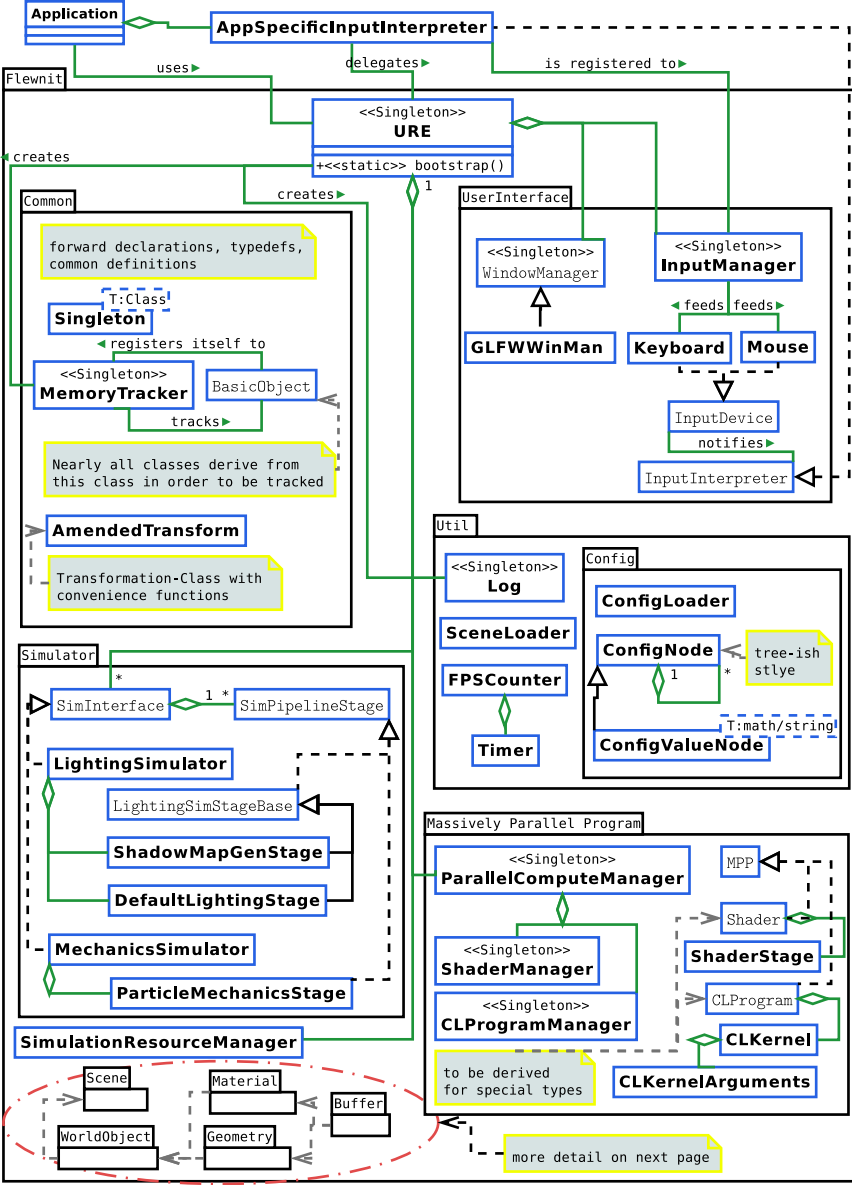 Application
AppSpecificInputInterpreter
uses▶
delegates▶
is registered to▶
Flewnit
<<Singleton>>
URE
+<<static>> bootstrap()
1
◀ creates
creates▶
Common
forward declarations, typedefs,
common definitions
T:Class
Singleton
◀ registers itself to
<<Singleton>>
MemoryTracker
BasicObject
tracks▶
Nearly all classes derive from
this class in order to be tracked
AmendedTransform
Transformation-Class with
convenience functions
UserInterface
<<Singleton>>
WindowManager
<<Singleton>>
InputManager
◀ feeds feeds▶
GLFWWinMan
Keyboard
Mouse
InputDevice
notifies▶
InputInterpreter
Util
<<Singleton>>
Log
SceneLoader
FPSCounter
Timer
Config
ConfigLoader
ConfigNode
1
*
tree-ish
stlye
T:math/string
ConfigValueNode
Simulator
*
SimInterface
1 *
SimPipelineStage
LightingSimulator
LightingSimStageBase
ShadowMapGenStage
DefaultLightingStage
MechanicsSimulator
ParticleMechanicsStage
Massively Parallel Program
<<Singleton>>
ParallelComputeManager
MPP
<<Singleton>>
ShaderManager
Shader
ShaderStage
<<Singleton>>
CLProgramManager
CLProgram
CLKernel
CLKernelArguments
to be derived
for special types
SimulationResourceManager
Scene
Material
Buffer
WorldObject
Geometry
more detail on next page